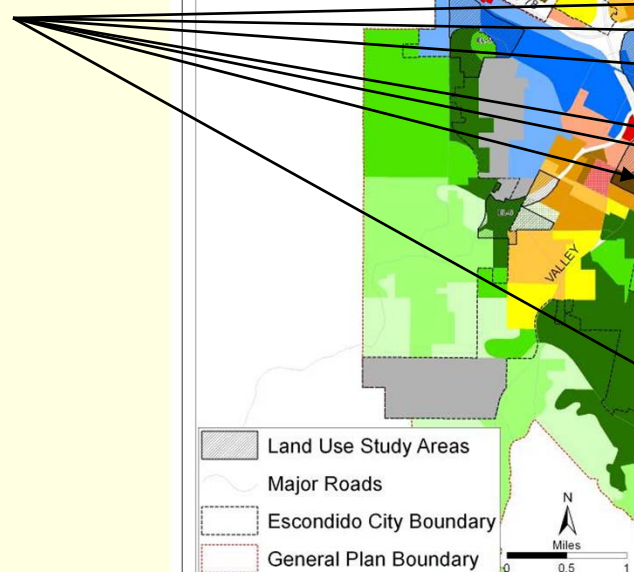 VALLEY
Land Use Study Areas
Major Roads
Escondido City Boundary
General Plan Boundary
N
Miles
0 0.5 1